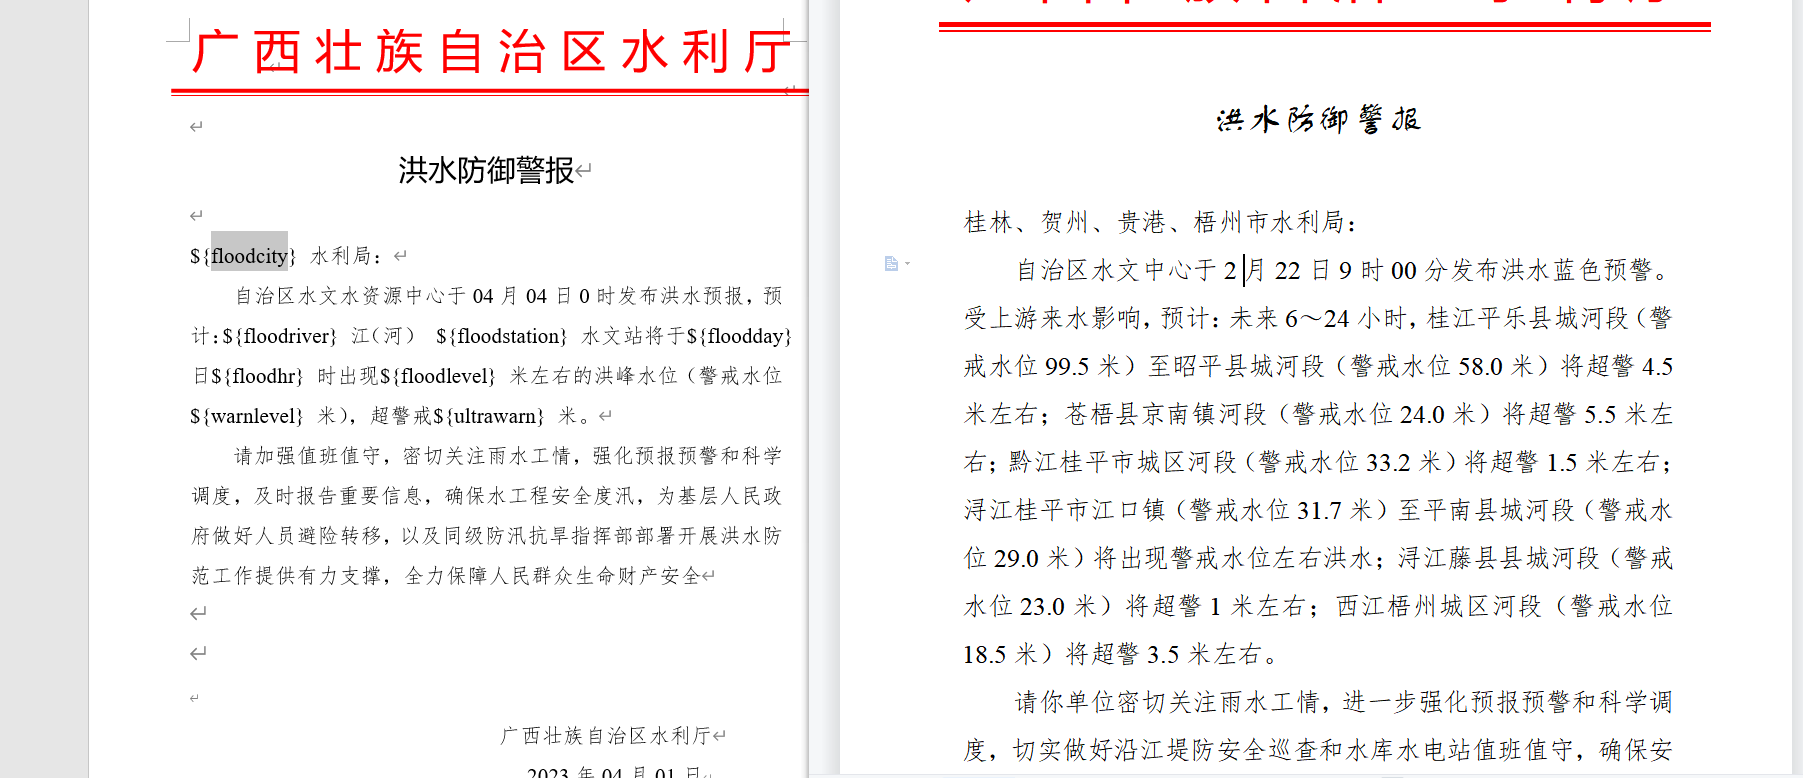 广西壮族自治区水利厅
洪水防御警报
${floodcity} 水利局：
自治区水文水资源中心于 04 月 04 日 0 时发布洪水预报，预
计：${floodriver} 江（河） ${floodstation} 水文站将于${floodday}
日${floodhr} 时出现${floodlevel} 米左右的洪峰水位（警戒水位
${warnlevel} 米），超警戒${ultrawarn} 米。
请加强值班值守，密切关注雨水工情，强化预报预警和科学
调度，及时报告重要信息，确保水工程安全度汛，为基层人民政
府做好人员避险转移，以及同级防汛抗旱指挥部部署开展洪水防
范工作提供有力支撑，全力保障人民群众生命财产安全
广西壮族自治区水利厅
2023 年 04 月 01 日
洪水防御警报
桂林、贺州、贵港、梧州市水利局：
自治区水文中心于 2 月 22 日 9 时 00 分发布洪水蓝色预警。
受上游来水影响，预计：未来 6～24 小时，桂江平乐县城河段（警
戒水位 99.5 米）至昭平县城河段（警戒水位 58.0 米）将超警 4.5
米左右；苍梧县京南镇河段（警戒水位 24.0 米）将超警 5.5 米左
右；黔江桂平市城区河段（警戒水位 33.2 米）将超警 1.5 米左右；
浔江桂平市江口镇（警戒水位 31.7 米）至平南县城河段（警戒水
位 29.0 米）将出现警戒水位左右洪水；浔江藤县县城河段（警戒
水位 23.0 米）将超警 1 米左右；西江梧州城区河段（警戒水位
18.5 米）将超警 3.5 米左右。
请你单位密切关注雨水工情，进一步强化预报预警和科学调
度，切实做好沿江堤防安全巡查和水库水电站值班值守，确保安